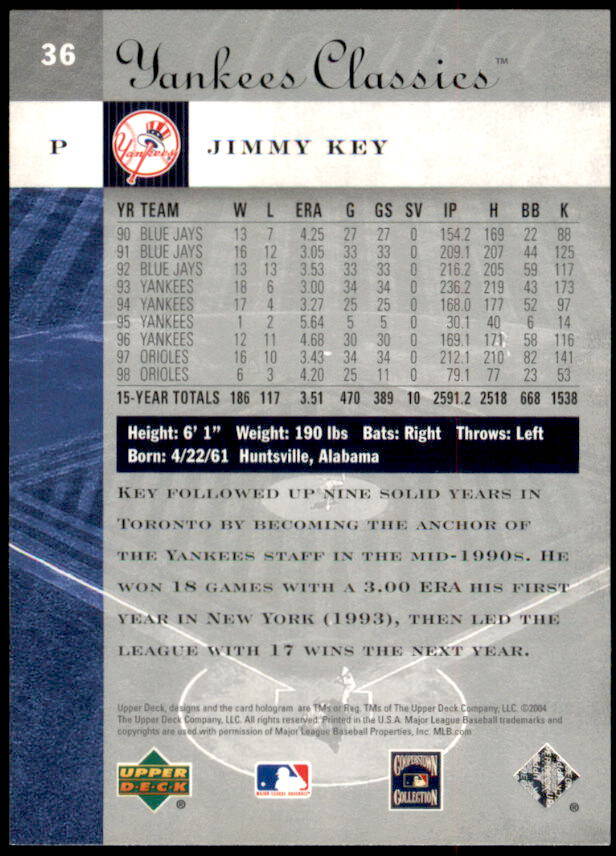 36
Yankees Classics™
P
Yankees
JIMMY KEY
YR TEAM W L ERA G GS SV IP H BB K
90 BLUE JAYS 13 7 4.25 27 27 0 154.2 169 22 88
91 BLUE JAYS 16 12 3.05 33 33 0 209.1 207 44 125
92 BLUE JAYS 13 13 3.53 33 33 0 216.2 205 59 117
93 YANKEES 18 6 3.00 34 34 0 236.2 219 43 173
94 YANKEES 17 4 3.27 25 25 0 168.0 177 52 97
95 YANKEES 1 2 5.64 5 5 0 30.1 40 6 14
96 YANKEES 12 11 4.68 30 30 0 169.1 171 58 116
97 ORIOLES 16 10 3.43 34 34 0 212.1 210 82 141
98 ORIOLES 6 3 4.20 25 11 0 79.1 77 23 53
15-YEAR TOTALS 186 117 3.51 470 389 10 2591.2 2518 668 1538
Height: 6' 1" Weight: 190 lbs Bats: Right Throws: Left
Born: 4/22/61 Huntsville, Alabama
KEY FOLLOWED UP NINE SOLID YEARS IN
TORONTO BY BECOMING THE ANCHOR OF
THE YANKEES STAFF IN THE MID-1990S. HE
WON 18 GAMES WITH A 3.00 ERA HIS FIRST
YEAR IN NEW YORK (1993), THEN LED THE
LEAGUE WITH 17 WINS THE NEXT YEAR.
Upper Deck, designs and the card hologram are TMs or Reg. TMs of The Upper Deck Company, LLC. ©2004
The Upper Deck Company, LLC. All rights reserved. Printed in the U.S.A. Major League Baseball trademarks and
copyrights are used with permission of Major League Baseball Properties, Inc. MLB.com
UPPER
DECK
®
MAJOR LEAGUE BASEBALL
COOPERSTOWN
COLLECTION
®